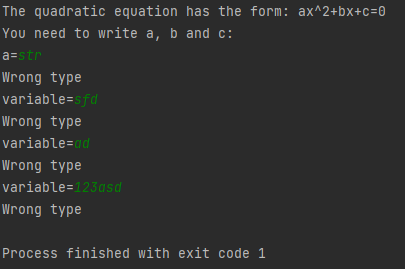 The quadratic equation has the form: ax^2+bx+c=0
You need to write a, b and c:
a=str
Wrong type
variable=sfd
Wrong type
variable=ad
Wrong type
variable=123asd
Wrong type
Process finished with exit code 1